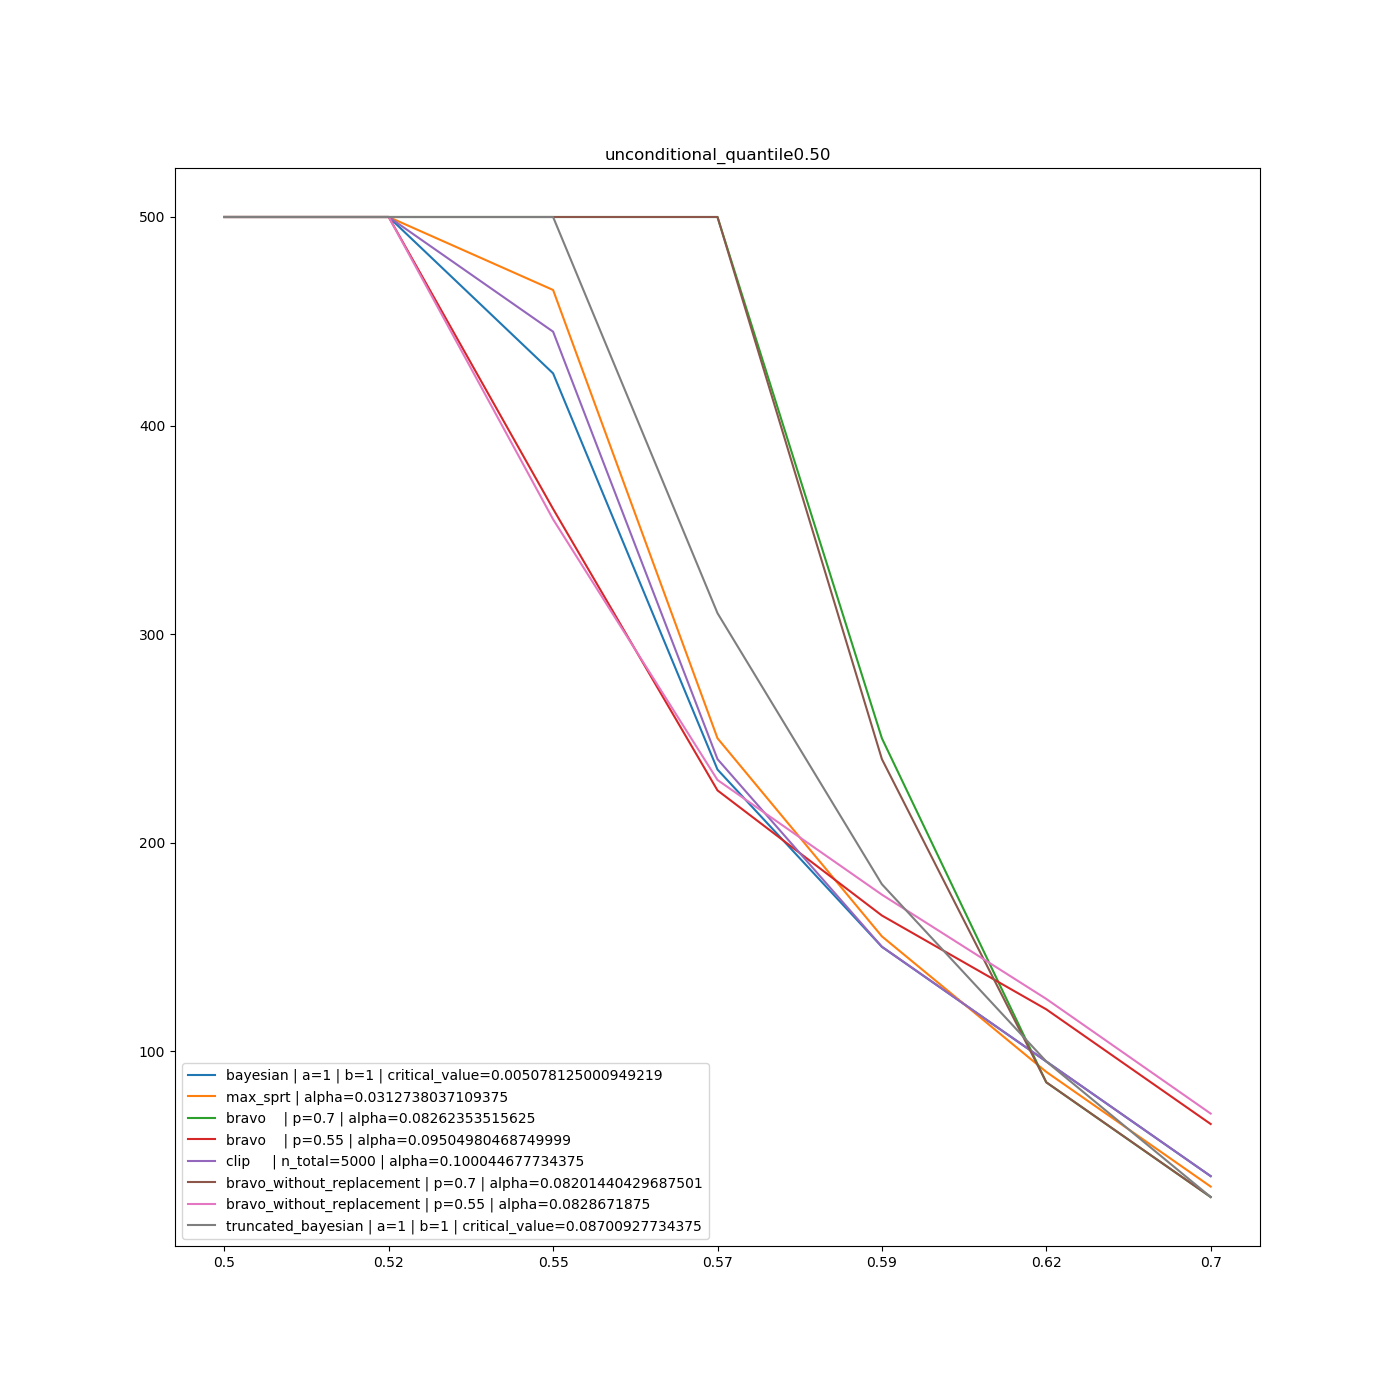 unconditional_quantile0.50
500
400
300
200
100
bayesian | a=1 | b=1 | critical_value=0.005078125000949219
max_sprt | alpha=0.0312738037109375
bravo    | p=0.7 | alpha=0.08262353515625
bravo    | p=0.55 | alpha=0.09504980468749999
clip     | n_total=5000 | alpha=0.100044677734375
bravo_without_replacement | p=0.7 | alpha=0.08201440429687501
bravo_without_replacement | p=0.55 | alpha=0.0828671875
truncated_bayesian | a=1 | b=1 | critical_value=0.08700927734375
0.5 0.52 0.55 0.57 0.59 0.62 0.7